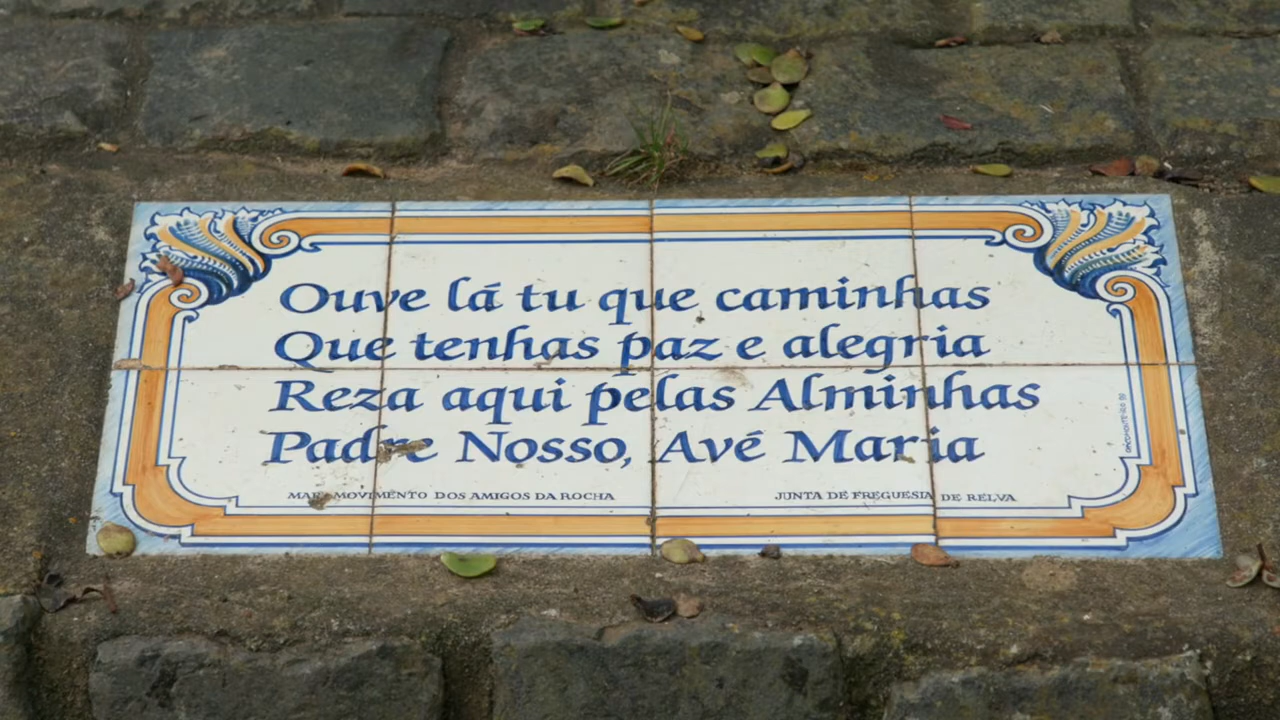 Ouve lá tu que caminhas
Que tenhas paz e alegria
Reza aqui pelas Alminhas
Padre Nosso, Avé Maria
MOVIMENTO DOS AMIGOS DA ROCHA
JUNTA DE FREGUESIA DE RELVA